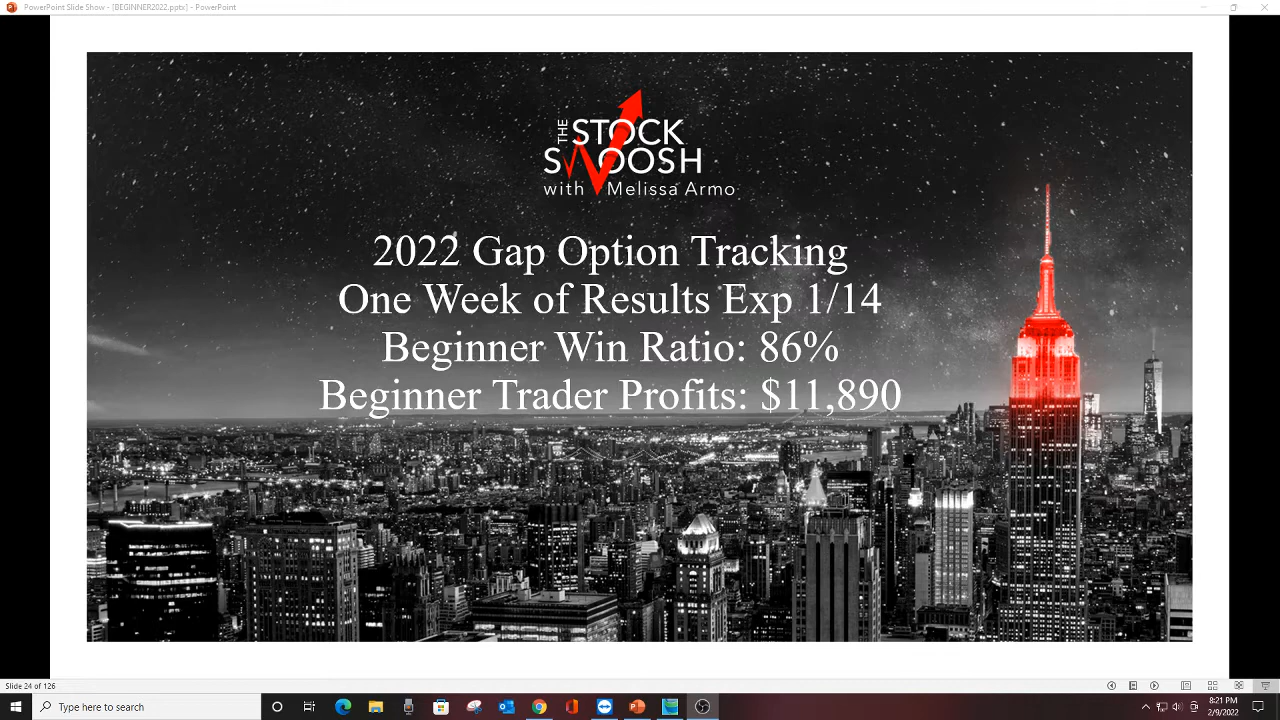 PowerPoint Slide Show - [BEGINNER2022.pptx] - PowerPoint
THE STOCK
SWOOSH
with Melissa Armo
2022 Gap Option Tracking
One Week of Results Exp 1/14
Beginner Win Ratio: 86%
Beginner Trader Profits: $11,890
Slide 24 of 126
Type here to search
8:21 PM
2/9/2022